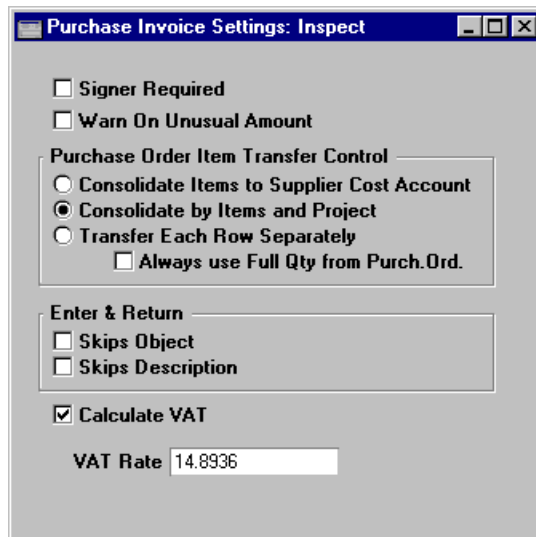 Purchase Invoice Settings: Inspect
Signer Required
Warn On Unusual Amount
Purchase Order Item Transfer Control
Consolidate Items to Supplier Cost Account
Consolidate by Items and Project
Transfer Each Row Separately
Always use Full Qty from Purch.Ord.
Enter & Return
Skips Object
Skips Description
Calculate VAT
VAT Rate 14.8936